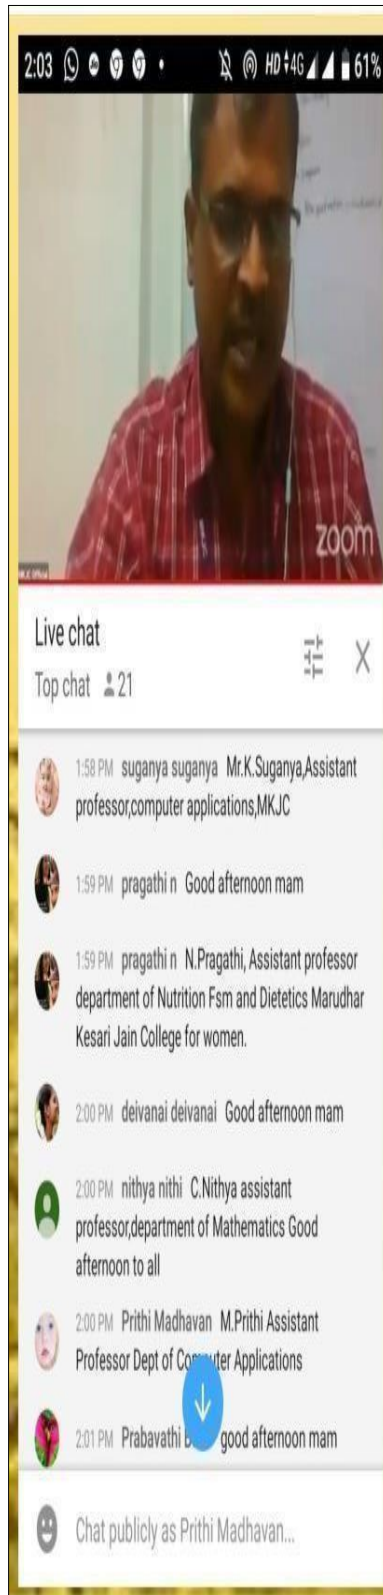 2:03
HD 4G 61%
zoom
Live chat
Top chat 21
1:58 PM suganya suganya Mr.K.Suganya,Assistant
professor,computer applications,MKJC
1:59 PM pragathi n Good afternoon mam
1:59 PM pragathi n N.Pragathi, Assistant professor
department of Nutrition Fsm and Dietetics Marudhar
Kesari Jain College for women.
2:00 PM deivanai deivanai Good afternoon mam
2:00 PM nithya nithi C.Nithya assistant
professor,department of Mathematics Good
afternoon to all
2:00 PM Prithi Madhavan M.Prithi Assistant
Professor Dept of Computer Applications
2:01 PM Prabavathi good afternoon mam
Chat publicly as Prithi Madhavan...